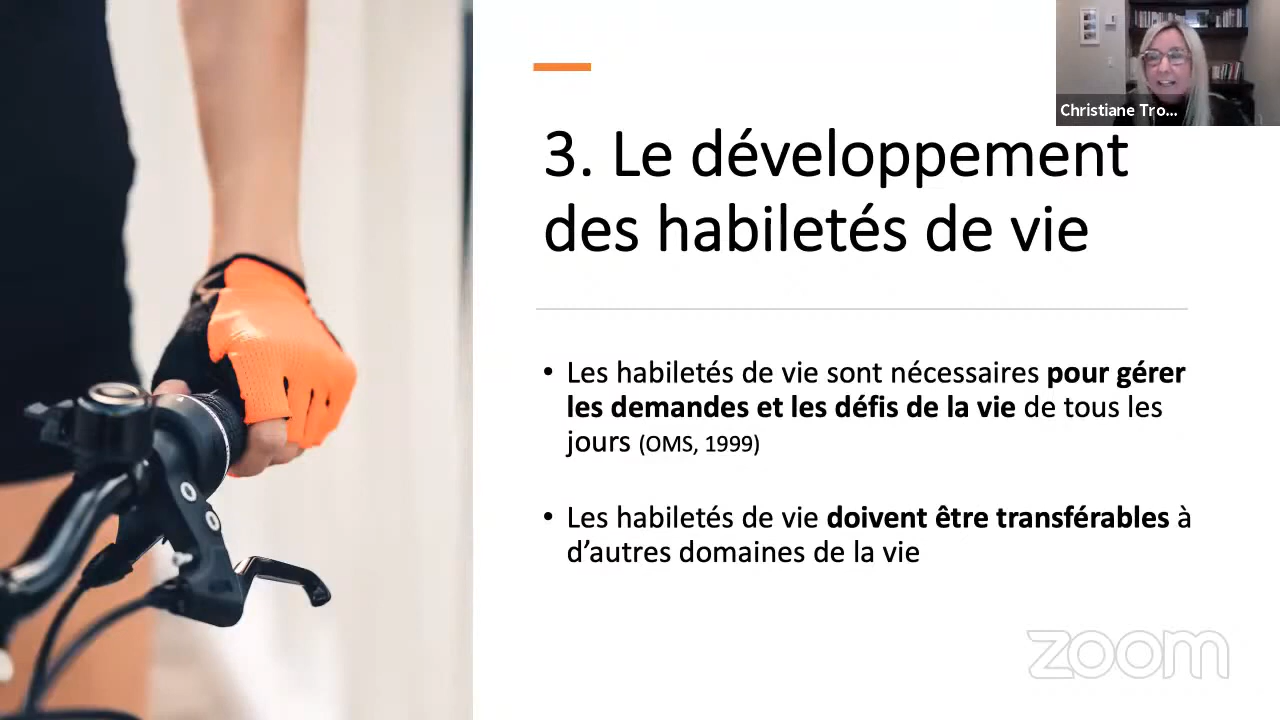 Christiane Tro...
3. Le développement
des habiletés de vie
• Les habiletés de vie sont nécessaires pour gérer
les demandes et les défis de la vie de tous les
jours (OMS, 1999)
• Les habiletés de vie doivent être transférables à
d’autres domaines de la vie
zoom